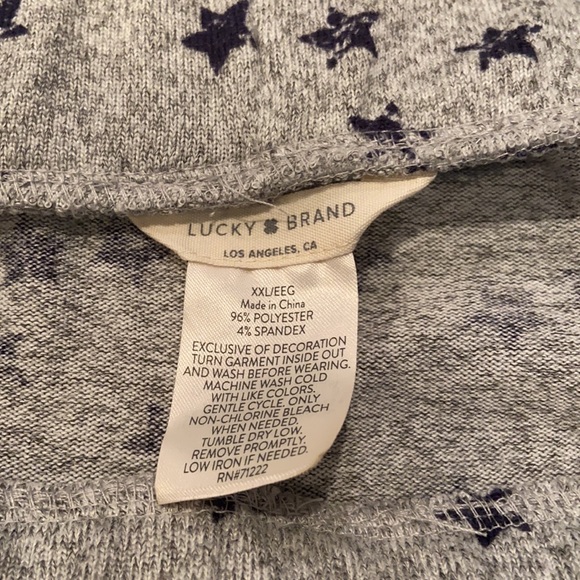 LUCKY BRAND
LOS ANGELES, CA
XXL/EEG
Made in China
96% POLYESTER
4% SPANDEX
EXCLUSIVE OF DECORATION
TURN GARMENT INSIDE OUT
AND WASH BEFORE WEARING.
MACHINE WASH COLD
WITH LIKE COLORS.
GENTLE CYCLE. ONLY
NON-CHLORINE BLEACH
WHEN NEEDED.
TUMBLE DRY LOW.
REMOVE PROMPTLY.
LOW IRON IF NEEDED.
RN#71222